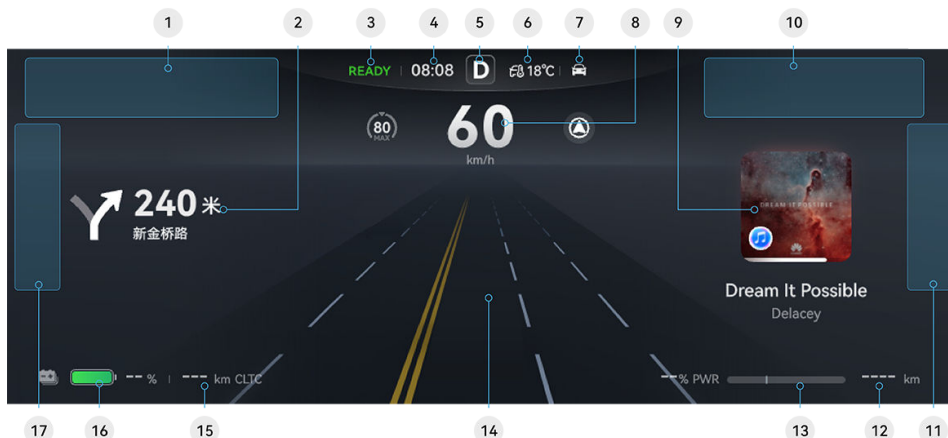 1 2 3 4 5 6 7 8 9 10
READY 08:08 D 18°C
80
MAX
60
km/h
240 米
新金桥路
DREAM IT POSSIBLE
HUAWEI
Dream It Possible
Delacey
--% --- km CLTC
--% PWR ---- km
17 16 15 14 13 12 11